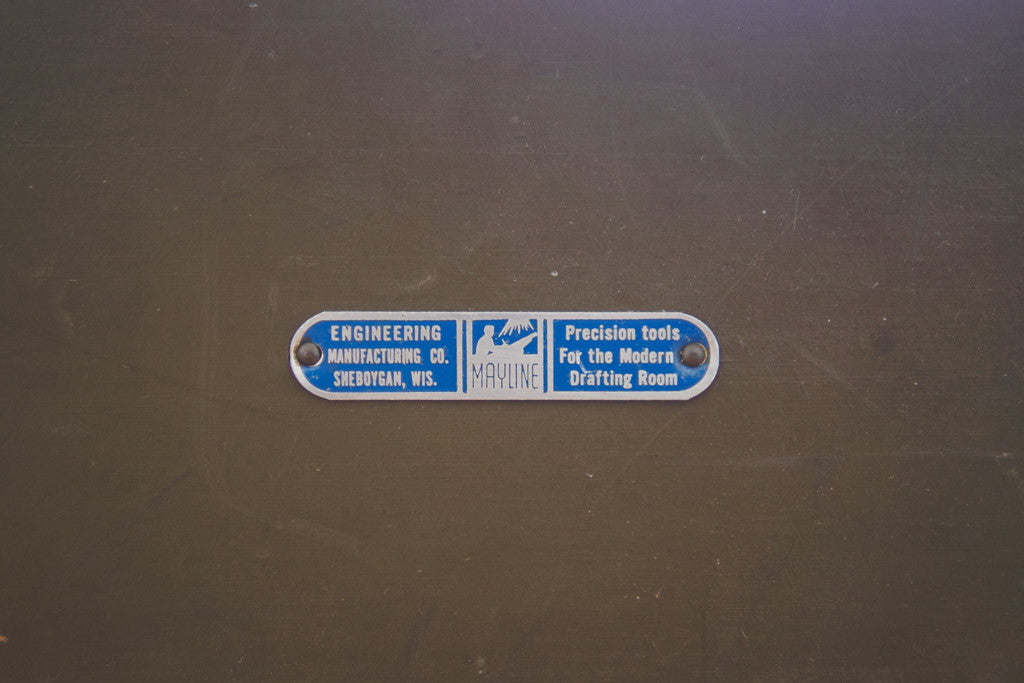 ENGINEERING
MANUFACTURING CO.
SHEBOYGAN, WIS.
MAYLINE
Precision tools
For the Modern
Drafting Room